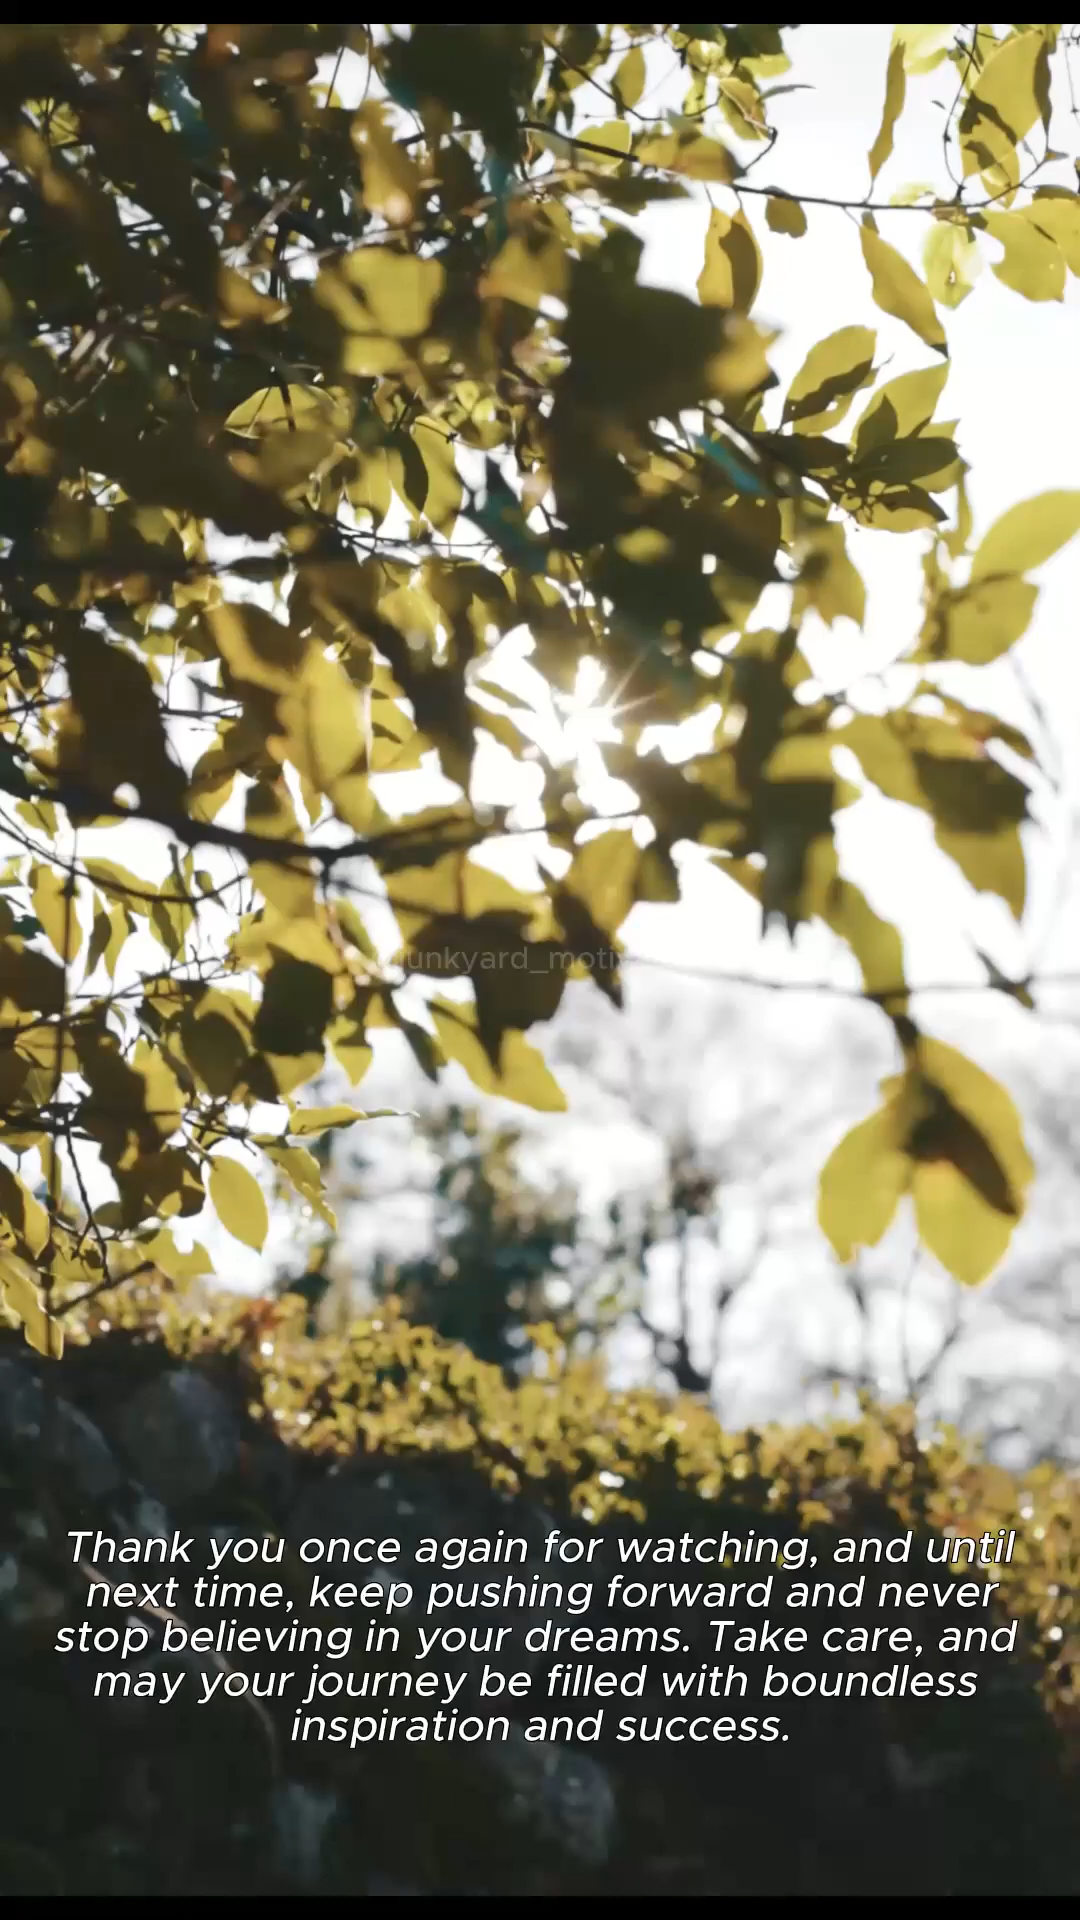 Thank you once again for watching, and until
next time, keep pushing forward and never
stop believing in your dreams. Take care, and
may your journey be filled with boundless
inspiration and success.